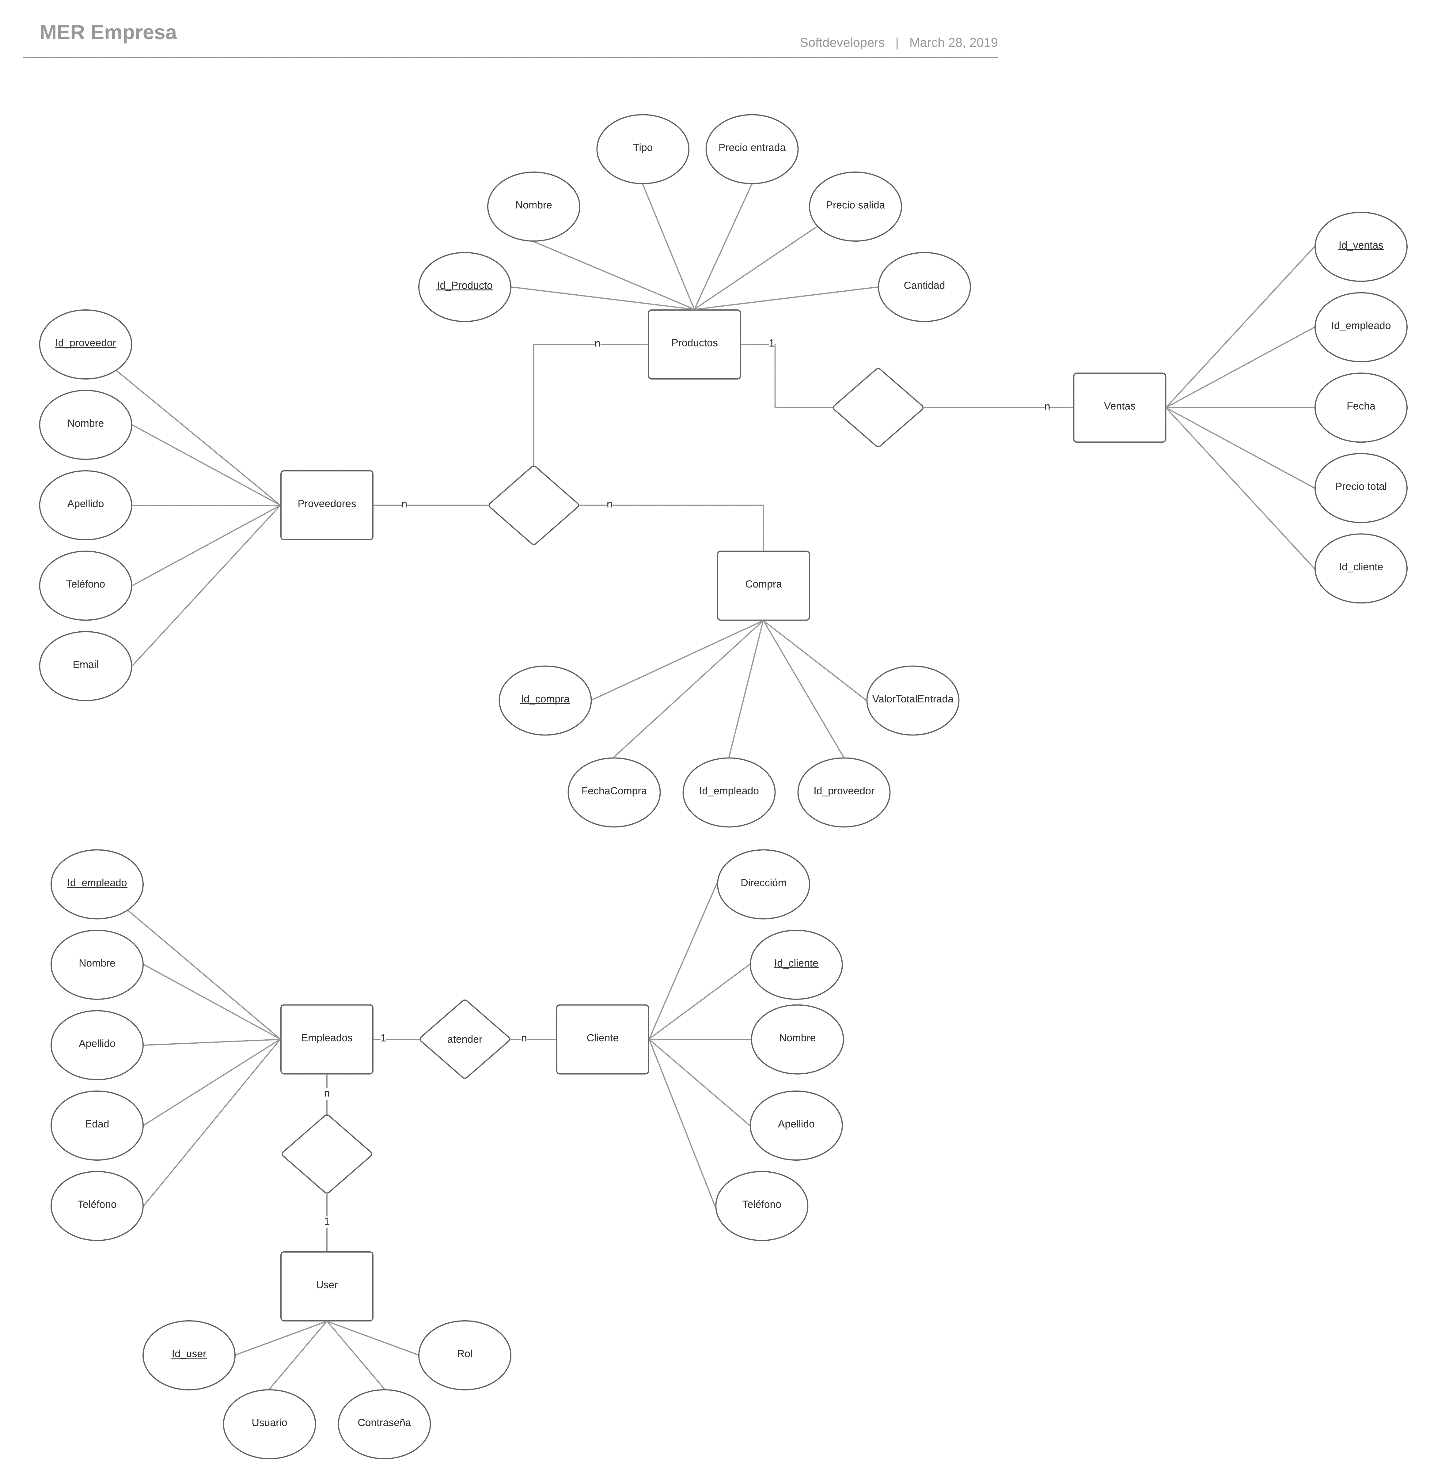 MER Empresa
Softdevelopers | March 28, 2019
Tipo
Precio entrada
Nombre
Precio salida
Id_Producto
Cantidad
Productos
n
1
Id_ventas
Id_empleado
Fecha
Precio total
Id_cliente
Ventas
n
Id_proveedor
Nombre
Apellido
Teléfono
Email
Proveedores
n
n
Compra
Id_compra
ValorTotalEntrada
FechaCompra
Id_empleado
Id_proveedor
Id_empleado
Nombre
Apellido
Edad
Teléfono
Empleados
1
atender
n
Cliente
Direccióm
Id_cliente
Nombre
Apellido
Teléfono
n
1
User
Id_user
Rol
Usuario
Contraseña